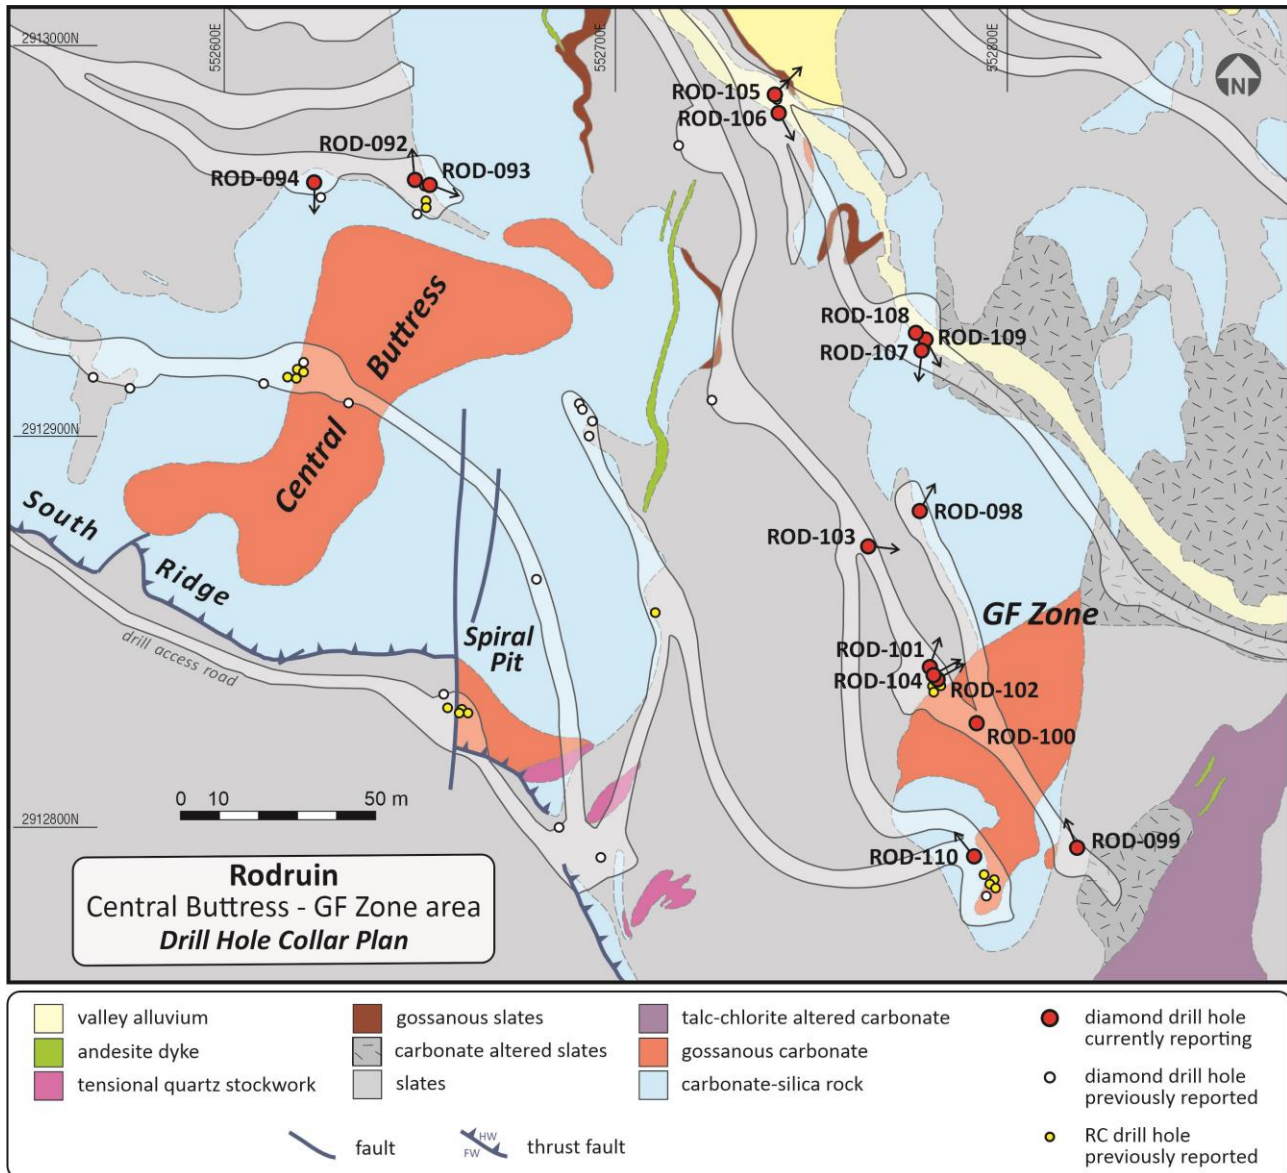 2913000N
552600E
552700E
552800E
N
ROD-105
ROD-106
ROD-092
ROD-094
ROD-093
Central Buttress
ROD-108
ROD-109
ROD-107
2912900N
South
Ridge
drill access road
Spiral
Pit
ROD-098
ROD-103
GF Zone
ROD-101
ROD-104
ROD-102
ROD-100
0 10 50 m
2912800N
ROD-110
ROD-099
Rodruin
Central Buttress - GF Zone area
Drill Hole Collar Plan
valley alluvium
andesite dyke
tensional quartz stockwork
gossanous slates
carbonate altered slates
slates
talc-chlorite altered carbonate
gossanous carbonate
carbonate-silica rock
diamond drill hole
currently reporting
diamond drill hole
previously reported
RC drill hole
previously reported
fault
HW
FW
thrust fault